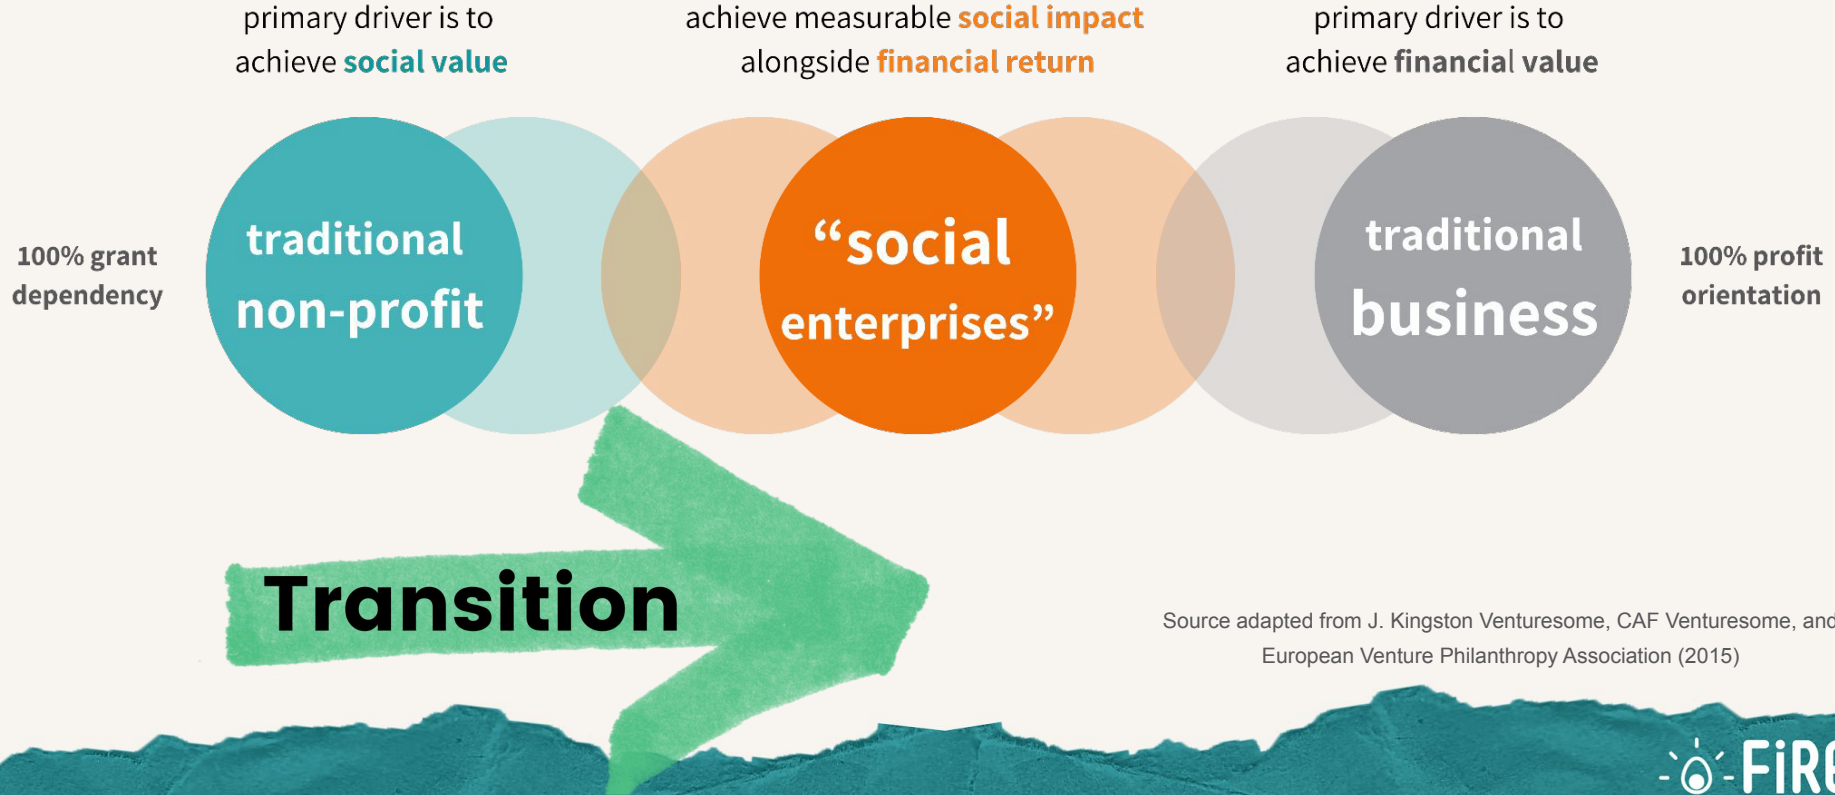 primary driver is to
achieve social value
achieve measurable social impact
alongside financial return
primary driver is to
achieve financial value
100% grant
dependency
traditional
non-profit
“social
enterprises”
traditional
business
100% profit
orientation
Transition
Source adapted from J. Kingston Venturesome, CAF Venturesome, and
European Venture Philanthropy Association (2015)